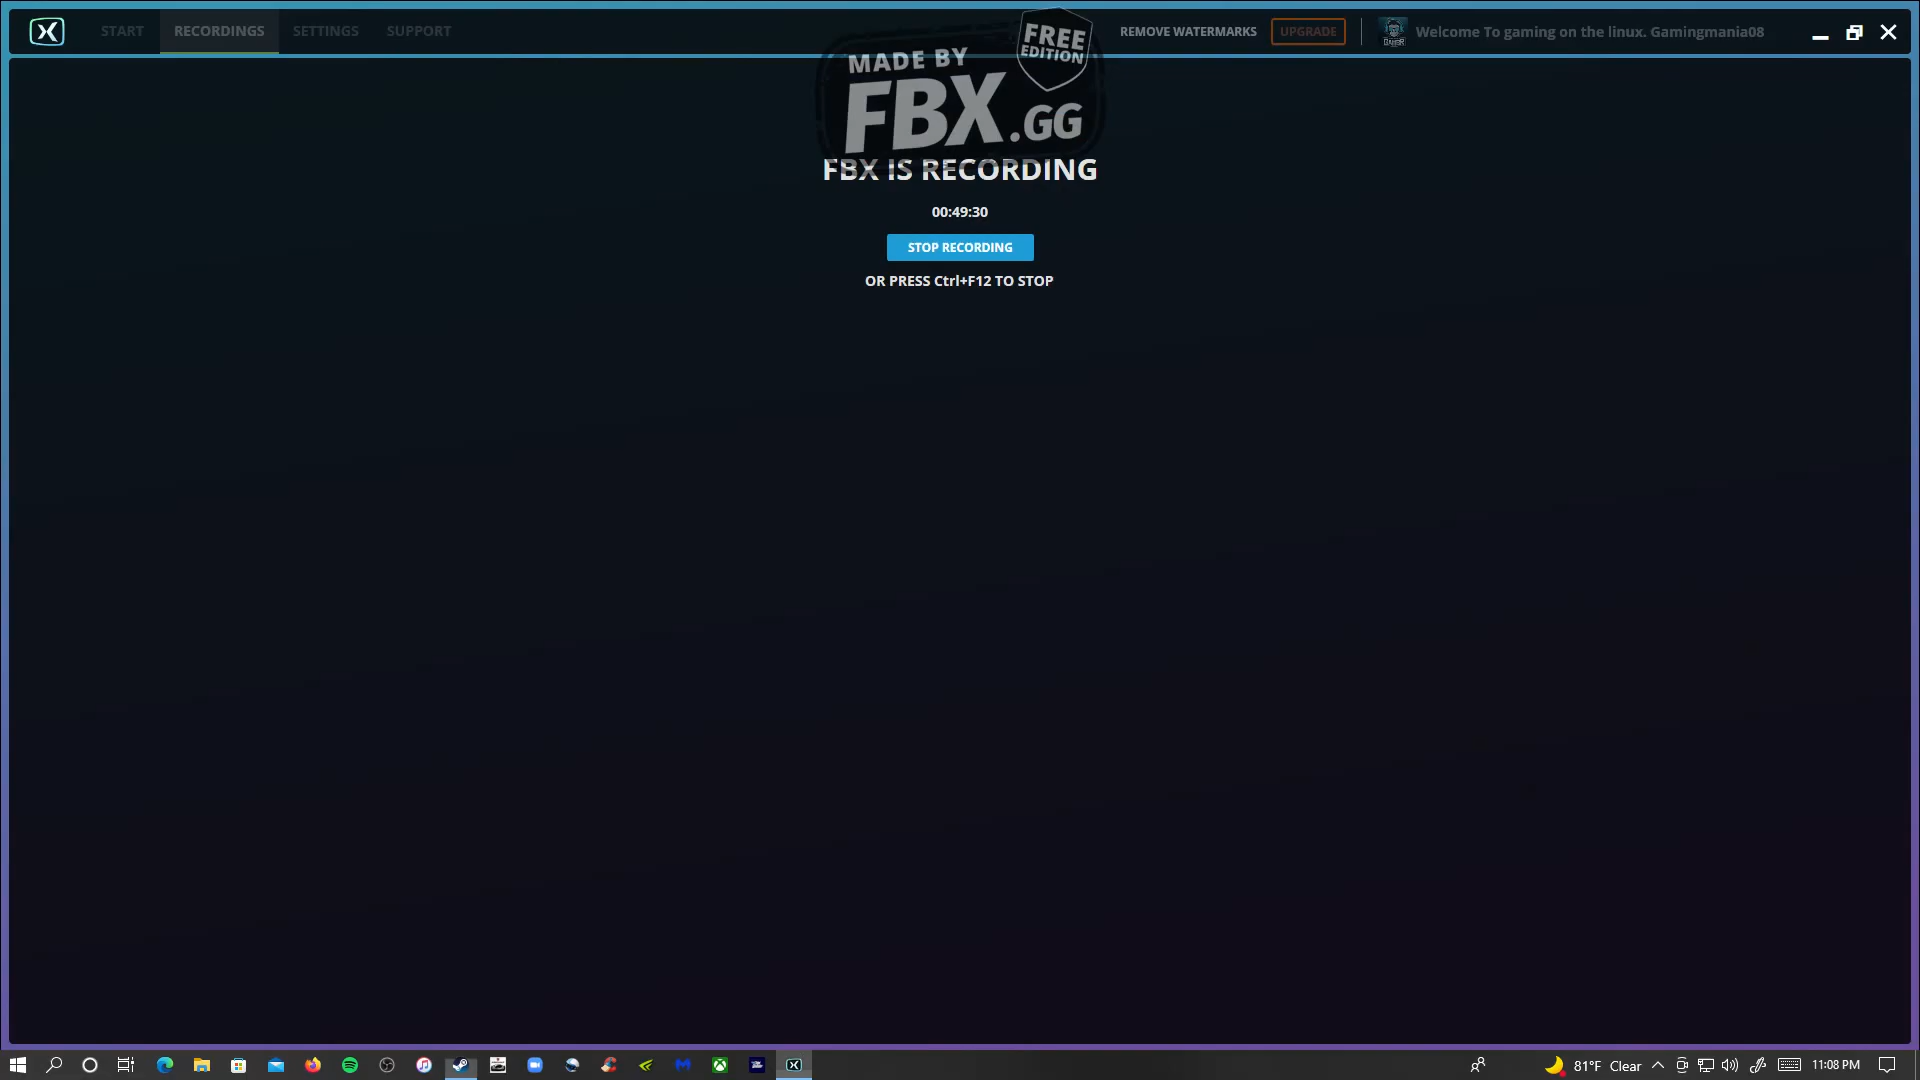 START RECORDINGS SETTINGS SUPPORT
REMOVE WATERMARKS UPGRADE Welcome To gaming on the linux. Gamingmania08
FREE
EDITION
MADE BY
FBX.GG
FBX IS RECORDING
00:49:30
STOP RECORDING
OR PRESS Ctrl+F12 TO STOP
81°F Clear 11:08 PM